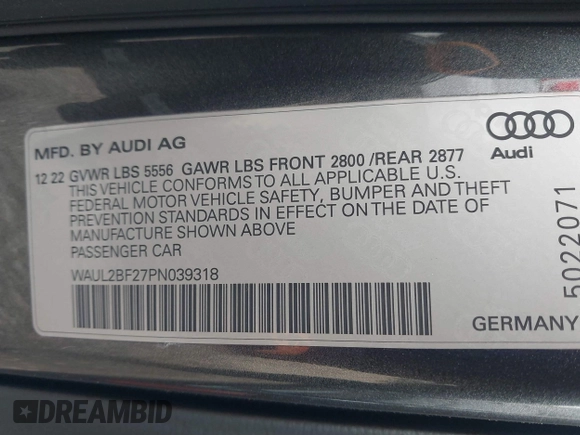 MFD. BY AUDI AG
12 22 GVWR LBS 5556 GAWR LBS FRONT 2800 /REAR 2877
THIS VEHICLE CONFORMS TO ALL APPLICABLE U.S.
FEDERAL MOTOR VEHICLE SAFETY, BUMPER AND THEFT
PREVENTION STANDARDS IN EFFECT ON THE DATE OF
MANUFACTURE SHOWN ABOVE
PASSENGER CAR
WAUL2BF27PN039318
Audi
5022071
GERMANY
DREAMBID